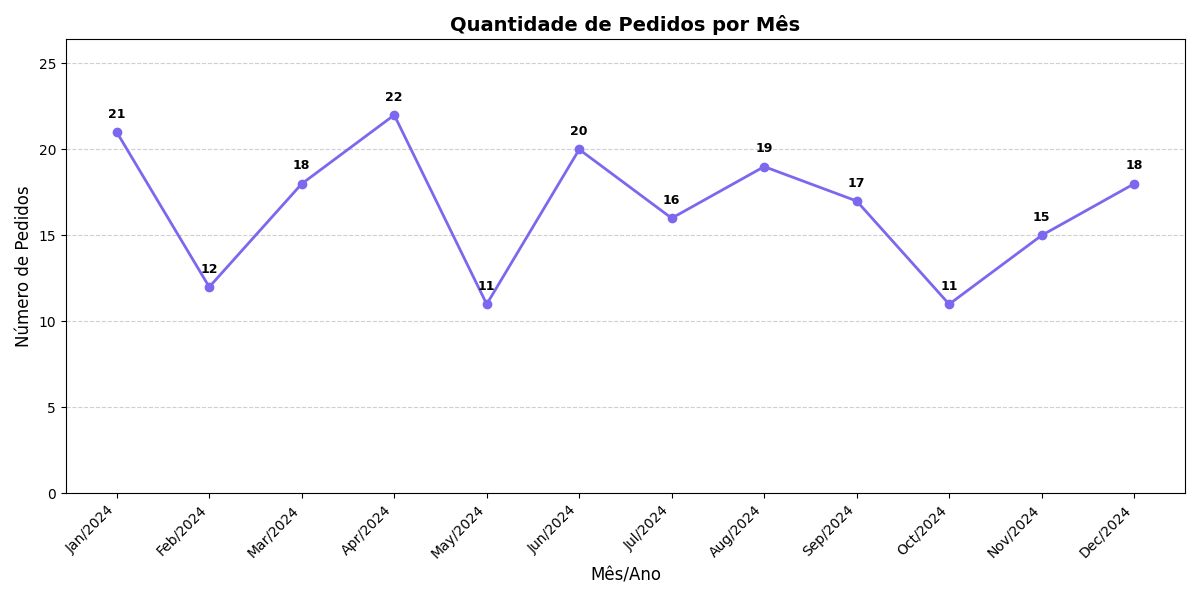 Quantidade de Pedidos por Mês
Número de Pedidos
25
20
15
10
5
0
21
12
18
22
11
20
16
19
17
11
15
18
Jan/2024
Feb/2024
Mar/2024
Apr/2024
May/2024
Jun/2024
Jul/2024
Aug/2024
Sep/2024
Oct/2024
Nov/2024
Dec/2024
Mês/Ano